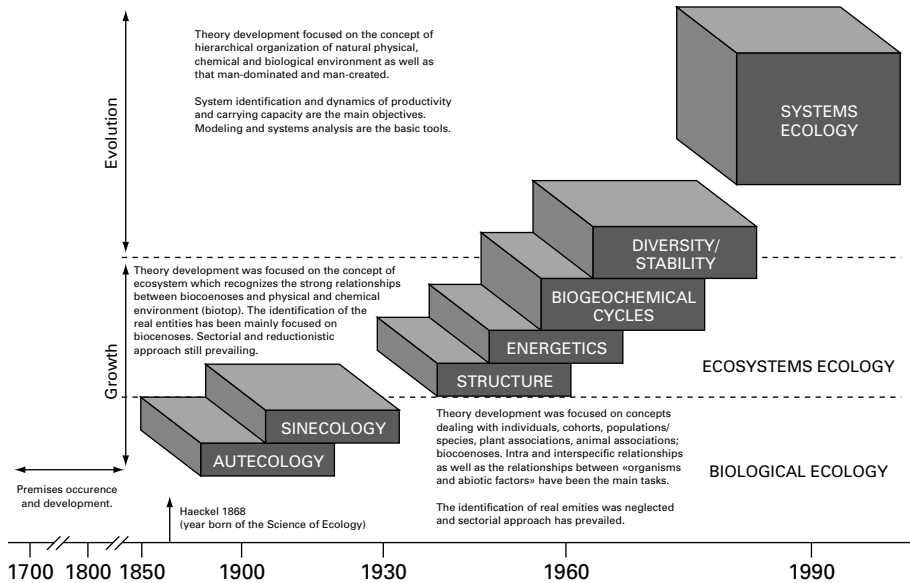 Theory development focused on the concept of
hierarchical organization of natural physical,
chemical and biological environment as well as
that man-dominated and man-created.
System identification and dynamics of productivity
and carrying capacity are the main objectives.
Modeling and systems analysis are the basic tools.
Evolution
SYSTEMS
ECOLOGY
DIVERSITY/
STABILITY
Theory development was focused on the concept of
ecosystem which recognizes the strong relationships
between biocoenoses and physical and chemical
environment (biotop). The identification of the
real entities has been mainly focused on
biocenoses. Sectorial and reductionistic
approach still prevailing.
Growth
BIOGEOCHEMICAL
CYCLES
ENERGETICS
STRUCTURE
ECOSYSTEMS ECOLOGY
SINECOLOGY
AUTECOLOGY
Theory development was focused on concepts
dealing with individuals, cohorts, populations/
species, plant associations, animal associations;
biocoenoses. Intra and interspecific relationships
as well as the relationships between «organisms
and abiotic factors» have been the main tasks.
The identification of real emities was neglected
and sectorial approach has prevailed.
BIOLOGICAL ECOLOGY
Premises occurence
and development.
Haeckel 1868
(year born of the Science of Ecology)
1700 1800 1850 1900 1930 1960 1990